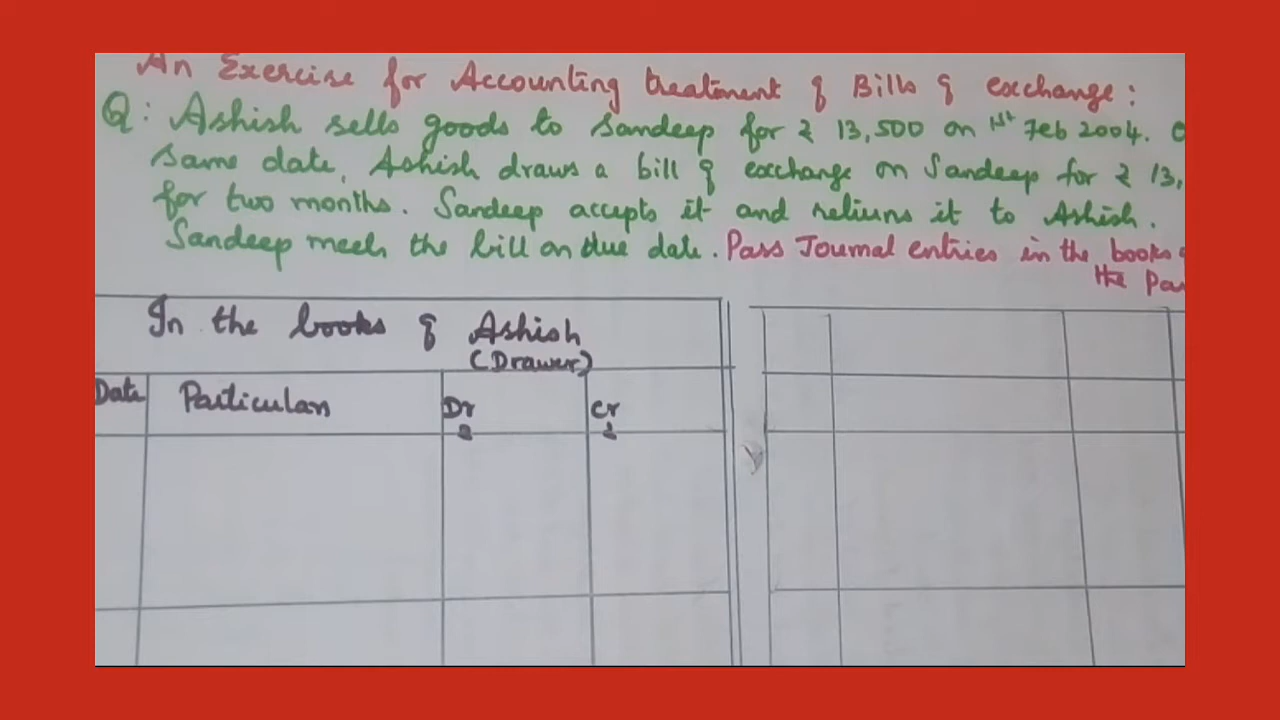 An Exercise for Accounting treatment of Bills of exchange:
Q: Ashish sells goods to Sandeep for ₹ 13,500 on 1st Feb 2004.
same date, Ashish draws a bill of exchange on Sandeep for ₹ 13,
for two months. Sandeep accepts it and returns it to Ashish.
Sandeep meets the bill on due date. Pass Journal entries in the books
the
In the books of Ashish
(Drawer)
Date Particulars Dr Cr
₹ ₹